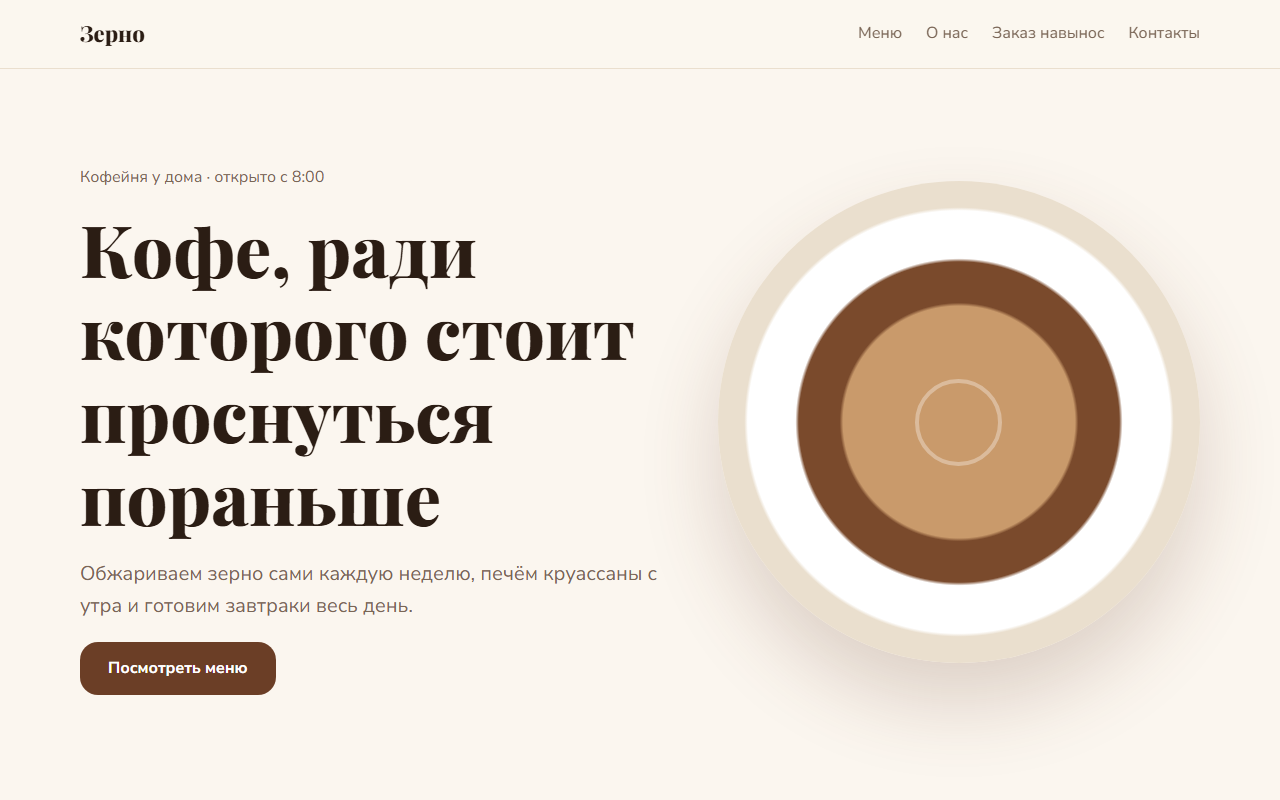 Зерно
Меню О нас Заказ навынос Контакты
Кофейня у дома · открыто с 8:00
Кофе, ради
которого стоит
проснуться
пораньше
Обжариваем зерно сами каждую неделю, печём круассаны с
утра и готовим завтраки весь день.
Посмотреть меню